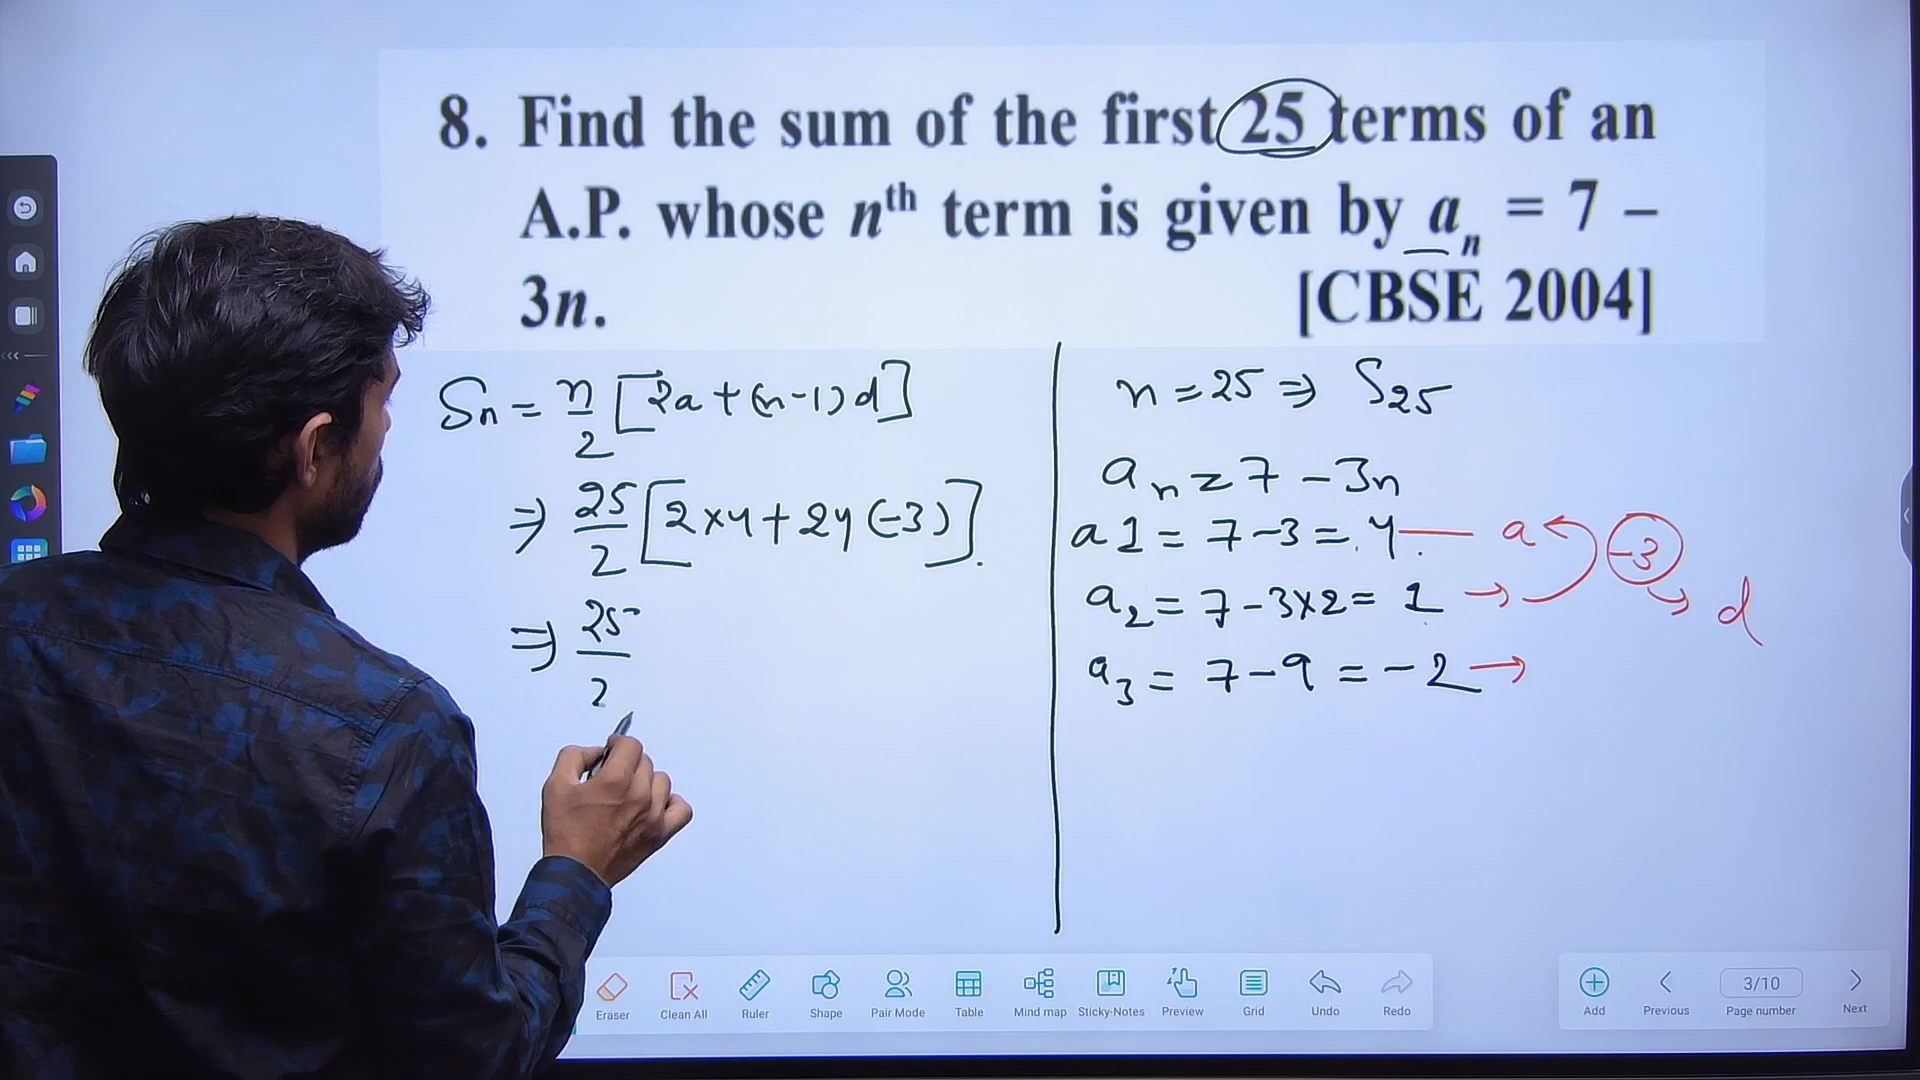 8. Find the sum of the first 25 terms of an
A.P. whose nth term is given by an = 7 –
3n. [CBSE 2004]
Sn = n/2 [2a + (n-1)d]
⇒ 25/2 [2×4 + 24(-3)].
⇒ 25/2
n = 25 ⇒ S25
an = 7 - 3n
a1 = 7-3 = 4. — a -3
a2 = 7-3×2 = 1 → d
a3 = 7-9 = -2 →
Eraser Clean All Ruler Shape Pair Mode Table Mind map Sticky-Notes Preview Grid Undo Redo
3/10
Add Previous Page number Next